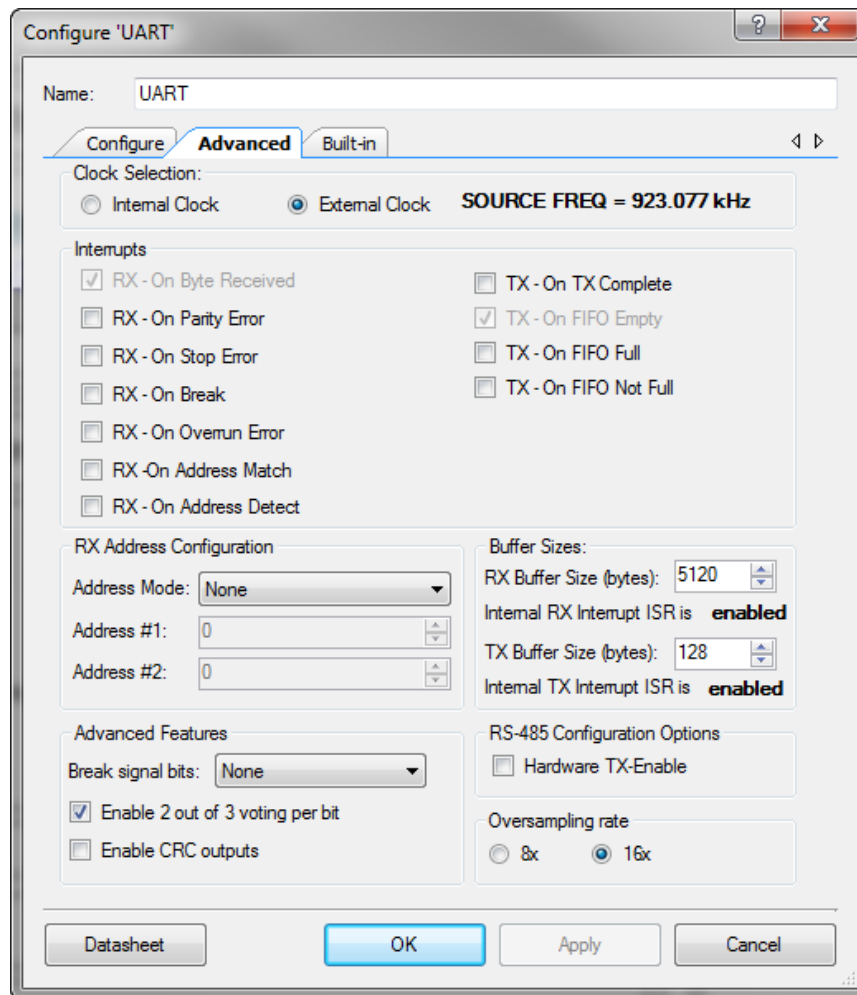 Configure 'UART'
Name: UART
Configure Advanced Built-in
Clock Selection:
Internal Clock External Clock SOURCE FREQ = 923.077 kHz
Interrupts
RX - On Byte Received
RX - On Parity Error
RX - On Stop Error
RX - On Break
RX - On Overrun Error
RX -On Address Match
RX - On Address Detect
TX - On TX Complete
TX - On FIFO Empty
TX - On FIFO Full
TX - On FIFO Not Full
RX Address Configuration
Address Mode: None
Address #1: 0
Address #2: 0
Buffer Sizes:
RX Buffer Size (bytes): 5120
Internal RX Interrupt ISR is enabled
TX Buffer Size (bytes): 128
Internal TX Interrupt ISR is enabled
Advanced Features
Break signal bits: None
Enable 2 out of 3 voting per bit
Enable CRC outputs
RS-485 Configuration Options
Hardware TX-Enable
Oversampling rate
8x 16x
Datasheet OK Apply Cancel